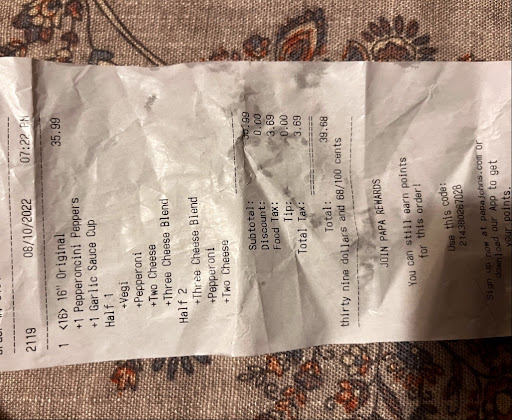 2119 08/10/2022 07:22 PM
1 <16> 16" Original 35.99
+1 Pepperoncini Peppers
+1 Garlic Sauce Cup
Half 1
+Vegi
+Pepperoni
+Two Cheese
+Three Cheese Blend
Half 2
+Three Cheese Blend
+Pepperoni
+Two Cheese
Subtotal: 35.99
Discount: 0.00
Food Tax: 3.69
Tip: 0.00
Total Tax: 3.69
Total: 39.68
thirty nine dollars and 68/100 cents
JOIN PAPA REWARDS
You can still earn points
for this order!
Use this code:
214390267028
Sign up now at papajohns.com or
download our App to get
your points.